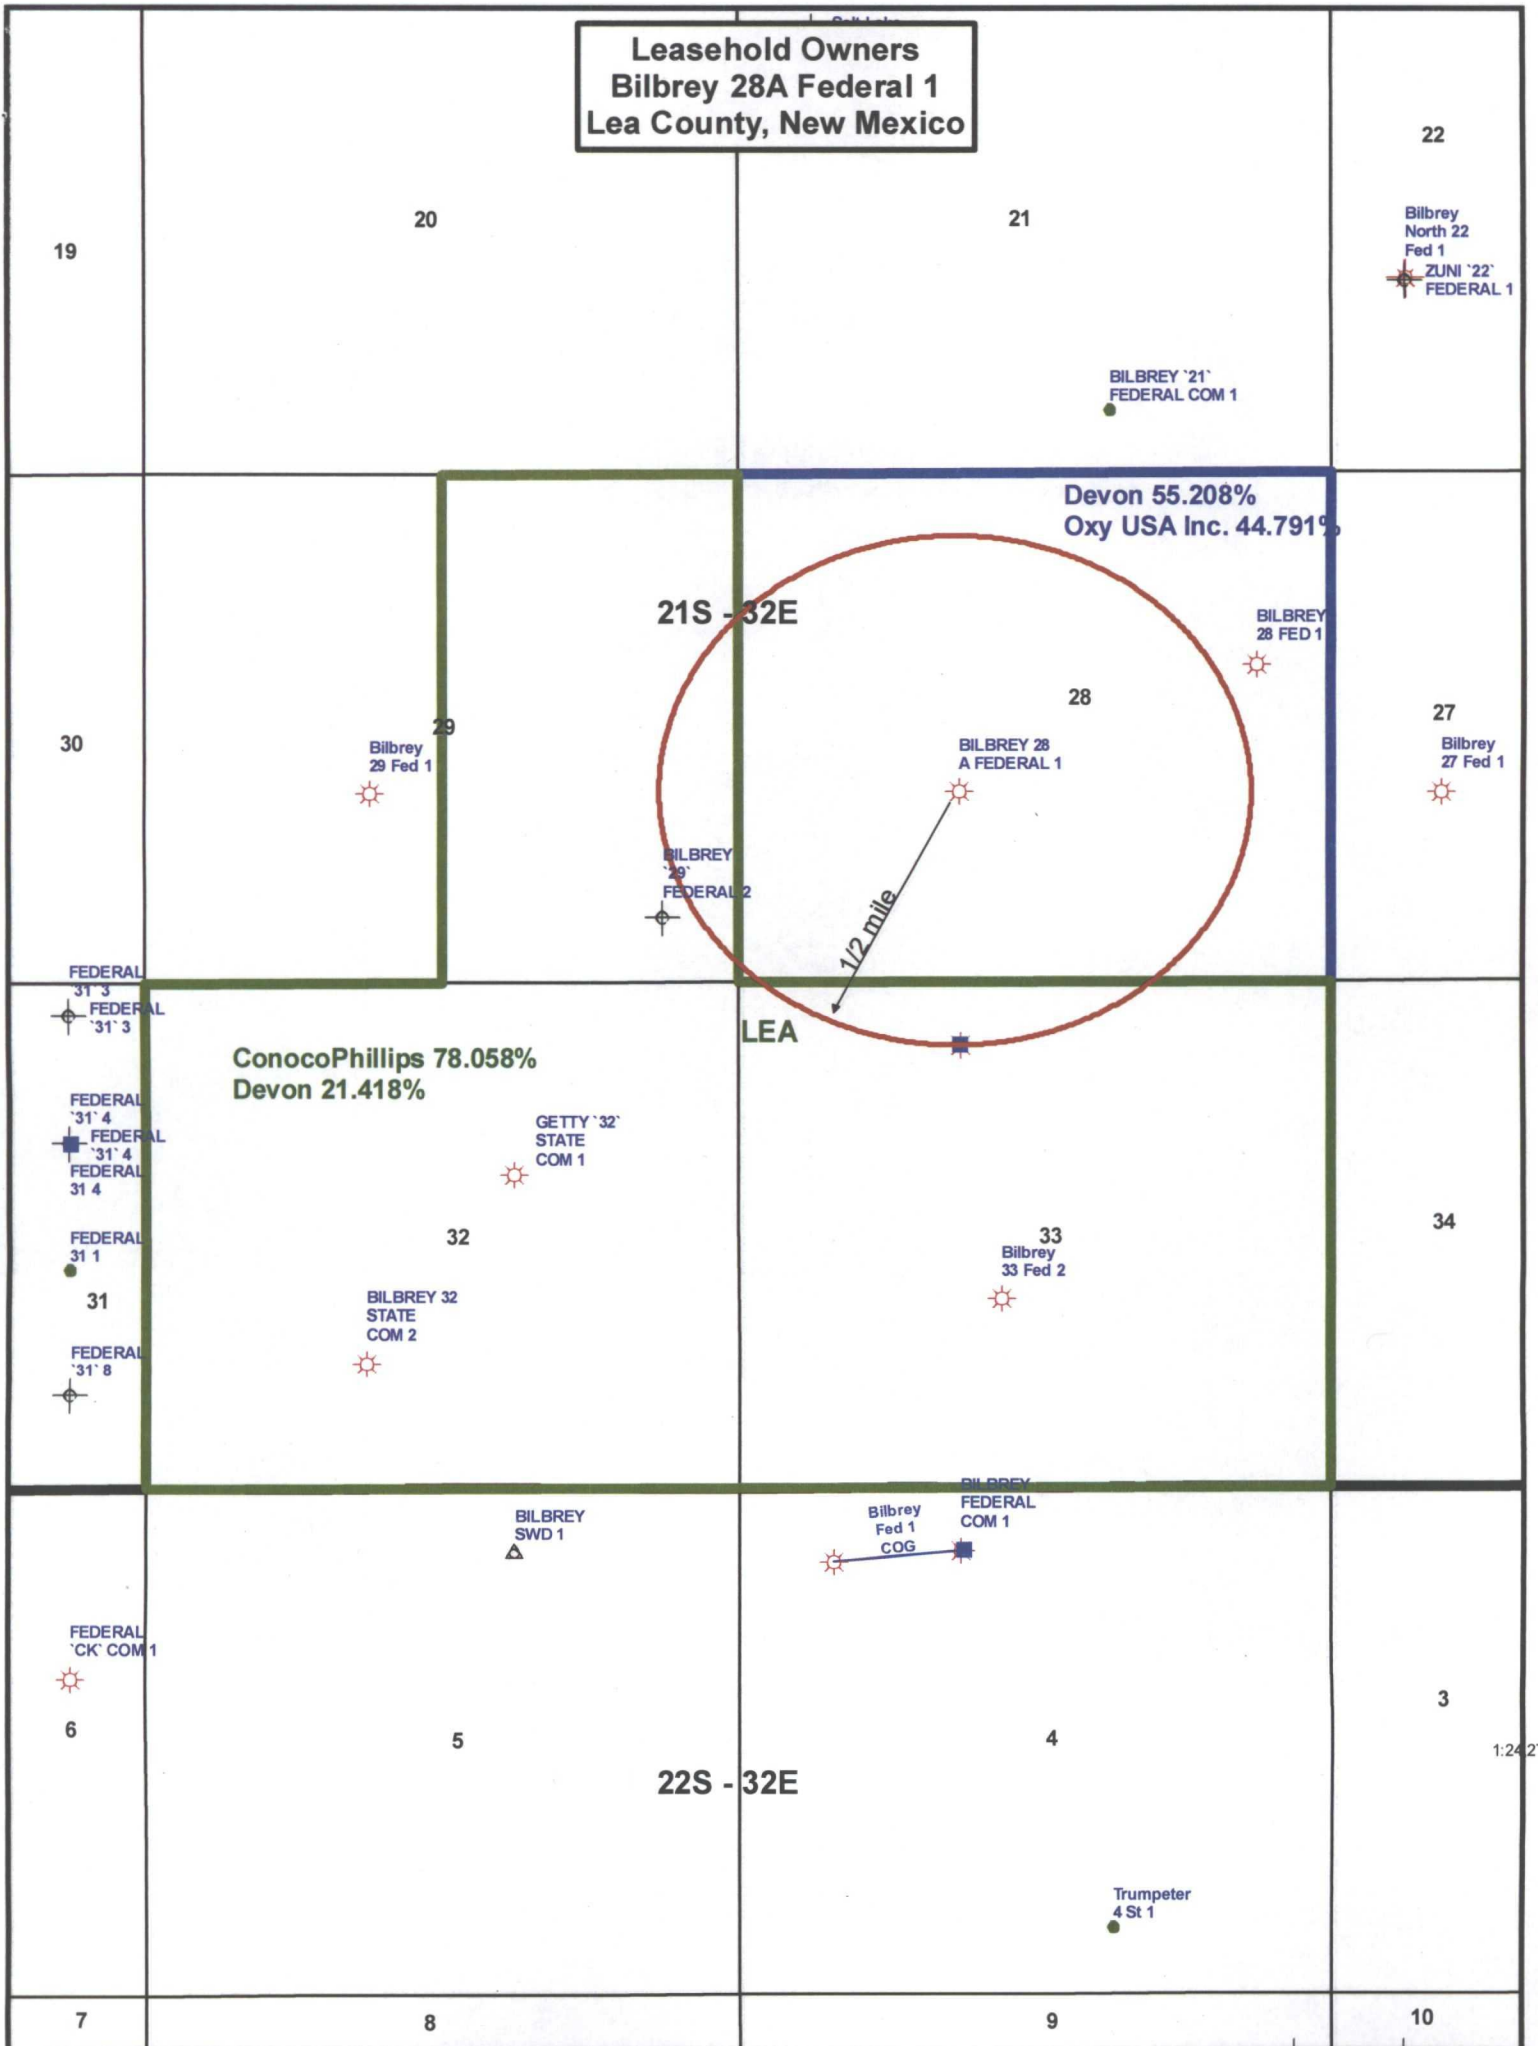 Leasehold Owners
Bilbrey 28A Federal 1
Lea County, New Mexico
22
20
21
19
Bilbrey
North 22
Fed 1
ZUNI `22`
FEDERAL 1
BILBREY `21`
FEDERAL COM 1
Devon 55.208%
Oxy USA Inc. 44.791%
21S - 32E
BILBREY
28 FED 1
28
27
29
30
Bilbrey
29 Fed 1
BILBREY 28
A FEDERAL 1
Bilbrey
27 Fed 1
BILBREY
`29`
FEDERAL 2
1/2 mile
FEDERAL
31 3
FEDERAL
`31` 3
LEA
ConocoPhillips 78.058%
Devon 21.418%
FEDERAL
`31` 4
FEDERAL
`31` 4
FEDERAL
31 4
GETTY `32`
STATE
COM 1
32
33
34
Bilbrey
33 Fed 2
FEDERAL
31 1
31
BILBREY 32
STATE
COM 2
FEDERAL
`31` 8
BILBREY
SWD 1
Bilbrey
Fed 1
COG
BILBREY
FEDERAL
COM 1
FEDERAL
`CK` COM 1
6
5
4
3
22S - 32E
Trumpeter
4 St 1
7
8
9
10